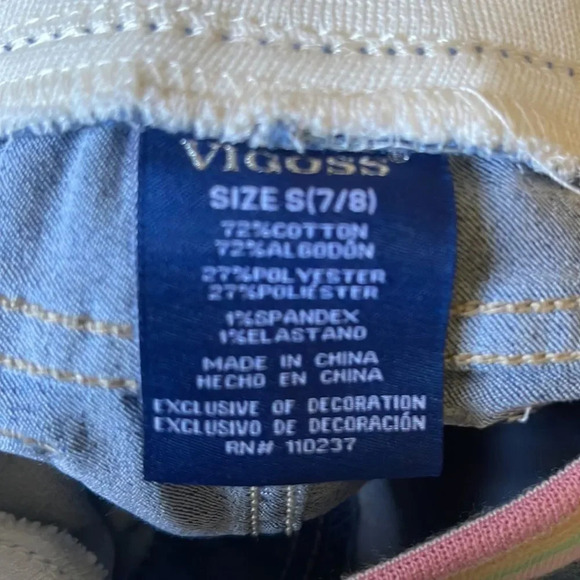 VIGOSS®
SIZE S(7/8)
72%COTTON
72%ALGODÓN
27%POLYESTER
27%POLIÉSTER
1%SPANDEX
1%ELASTANO
MADE IN CHINA
HECHO EN CHINA
EXCLUSIVE OF DECORATION
EXCLUSIVO DE DECORACIÓN
RN# 110237